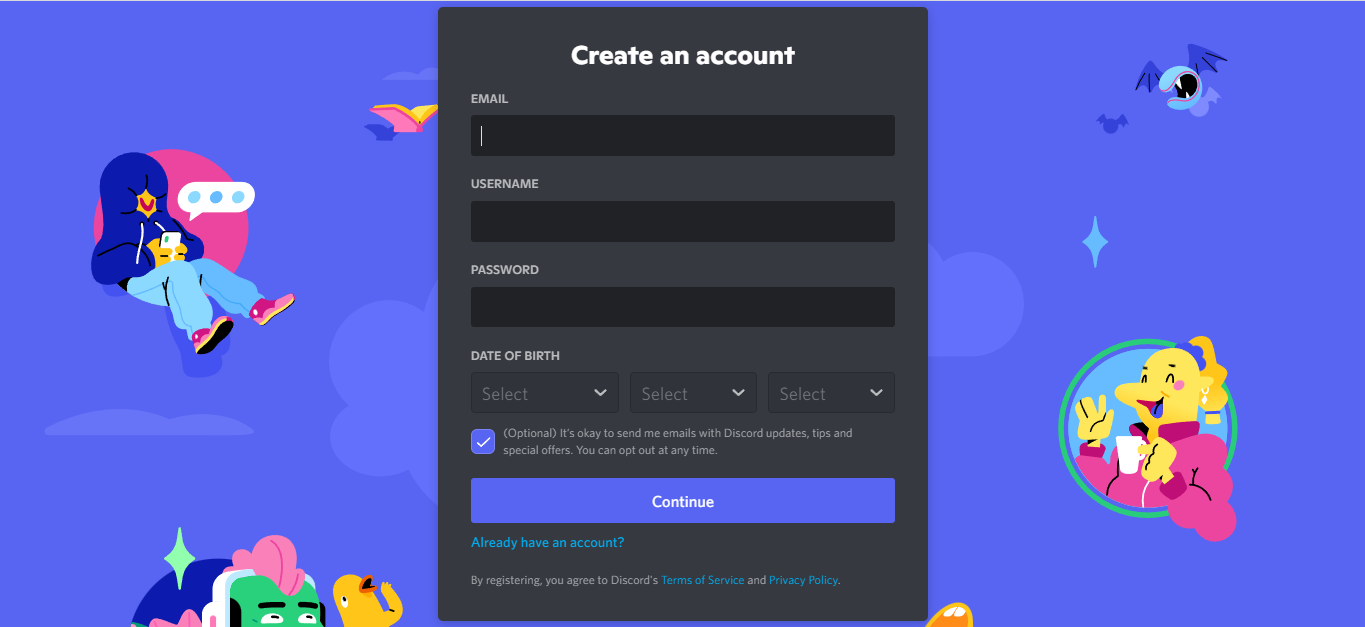 Create an account
EMAIL
USERNAME
PASSWORD
DATE OF BIRTH
Select Select Select
(Optional) It's okay to send me emails with Discord updates, tips and
special offers. You can opt out at any time.
Continue
Already have an account?
By registering, you agree to Discord's Terms of Service and Privacy Policy.